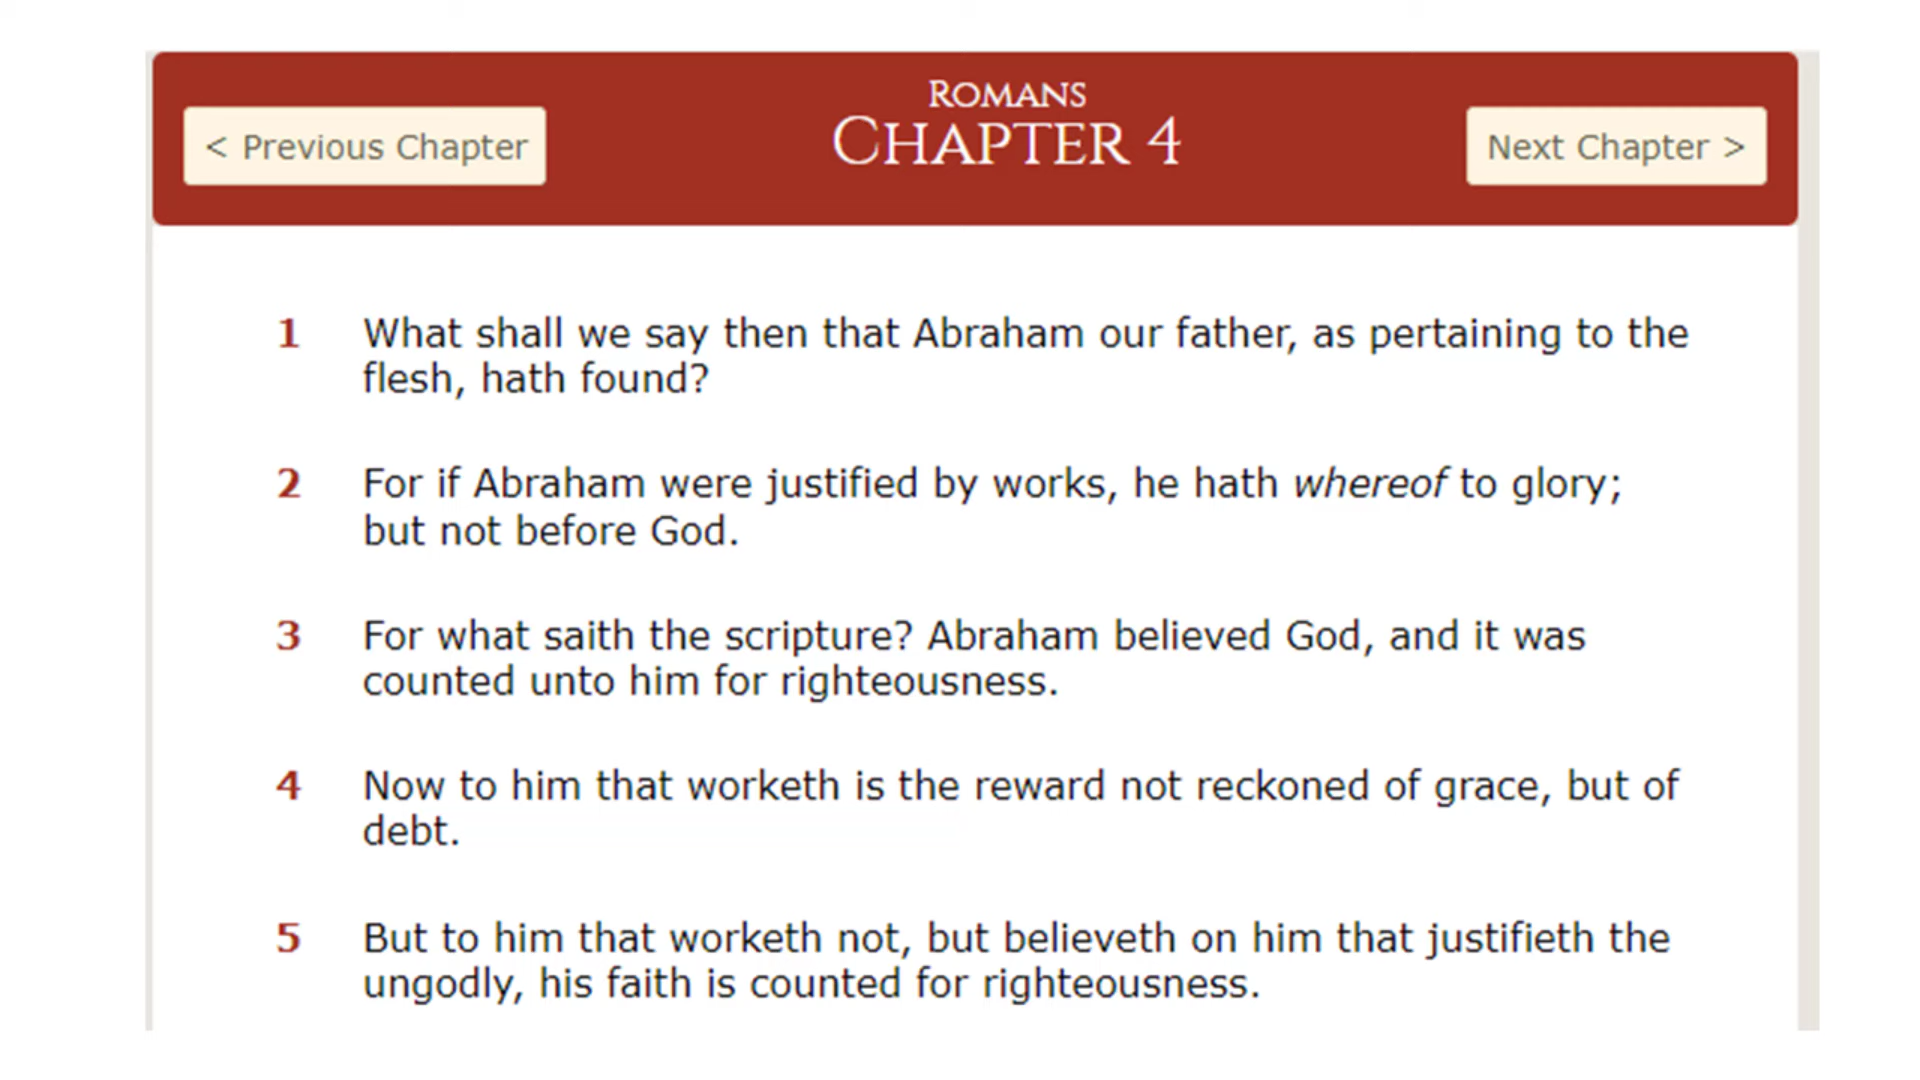 ROMANS
< Previous Chapter
CHAPTER 4
Next Chapter >
1 What shall we say then that Abraham our father, as pertaining to the
flesh, hath found?
2 For if Abraham were justified by works, he hath whereof to glory;
but not before God.
3 For what saith the scripture? Abraham believed God, and it was
counted unto him for righteousness.
4 Now to him that worketh is the reward not reckoned of grace, but of
debt.
5 But to him that worketh not, but believeth on him that justifieth the
ungodly, his faith is counted for righteousness.